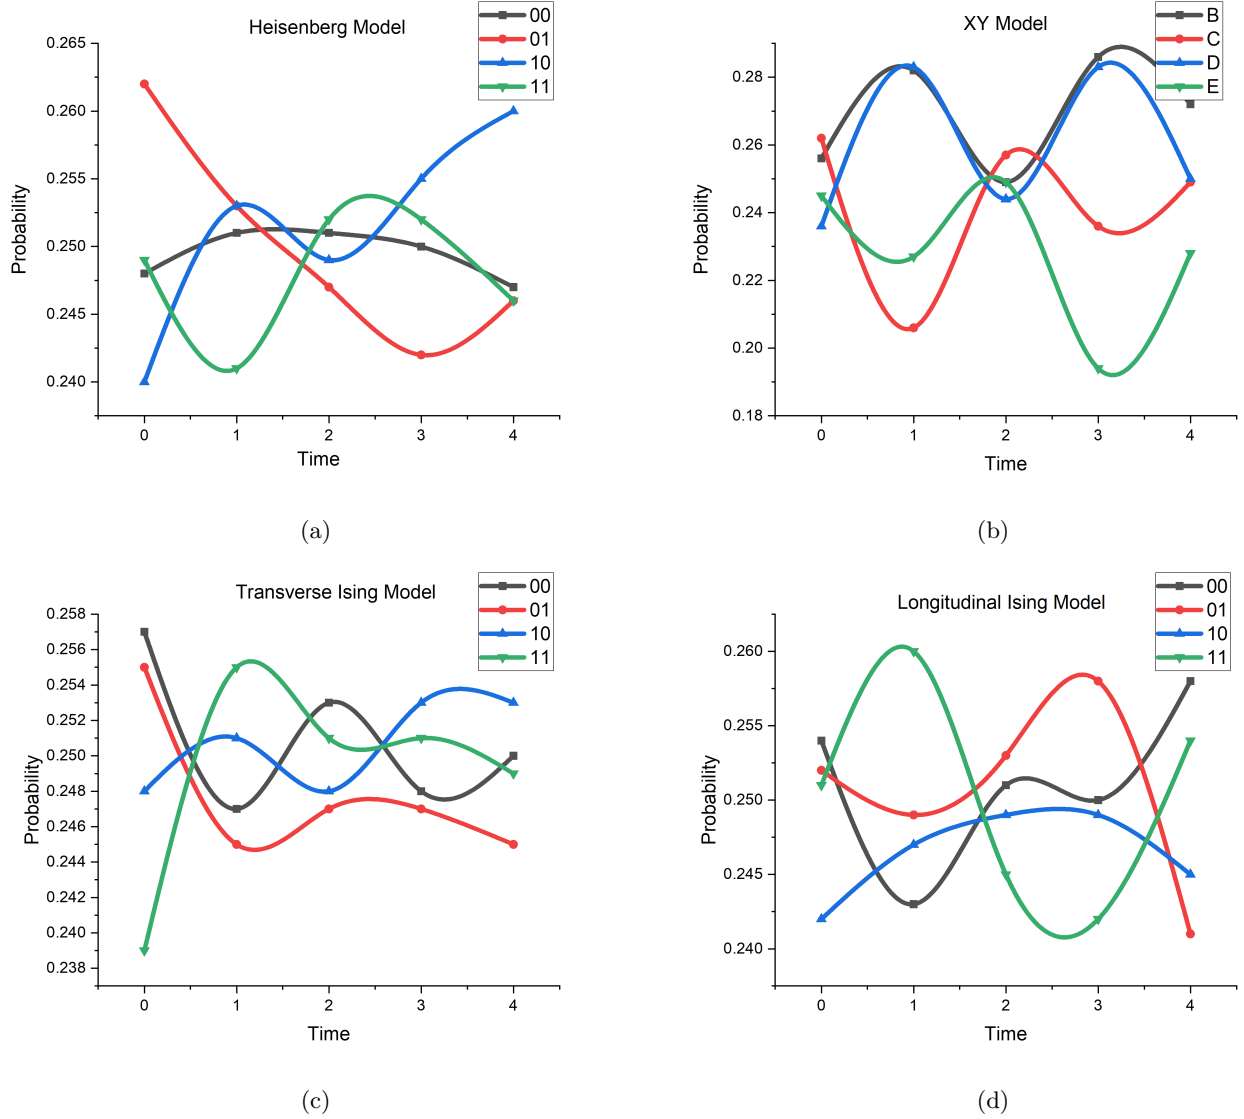 Heisenberg Model
00
01
10
11
0.265
0.260
0.255
0.250
0.245
0.240
Probability
0 1 2 3 4
Time
(a)
XY Model
B
C
D
E
0.28
0.26
0.24
0.22
0.20
0.18
Probability
0 1 2 3 4
Time
(b)
Transverse Ising Model
00
01
10
11
0.258
0.256
0.254
0.252
0.250
0.248
0.246
0.244
0.242
0.240
0.238
Probability
0 1 2 3 4
Time
(c)
Longitudinal Ising Model
00
01
10
11
0.260
0.255
0.250
0.245
0.240
Probability
0 1 2 3 4
Time
(d)